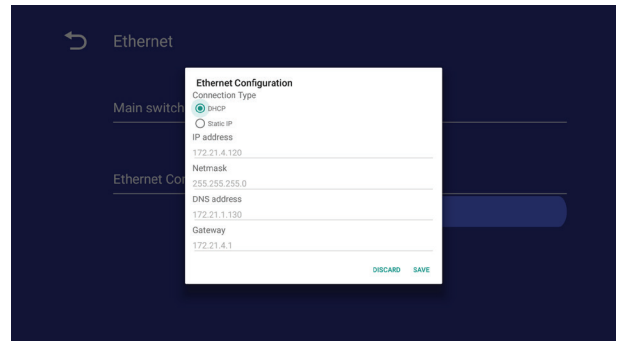 Ethernet
Ethernet Configuration
Connection Type
Main switch
DHCP
Static IP
IP address
172.21.4.120
Netmask
Ethernet Con
255.255.255.0
DNS address
172.21.1.130
Gateway
172.21.4.1
DISCARD SAVE